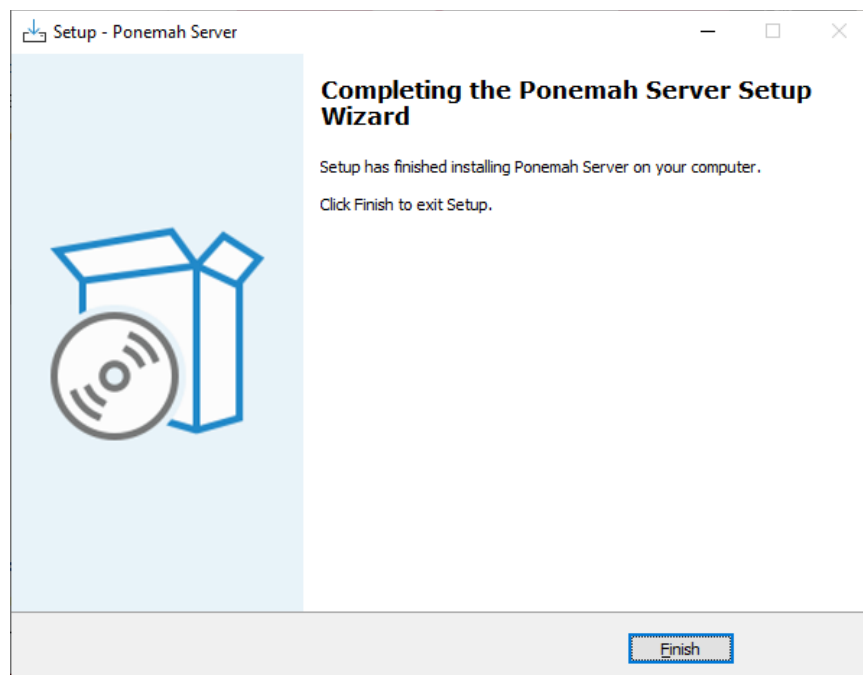 Setup - Ponemah Server
Completing the Ponemah Server Setup
Wizard
Setup has finished installing Ponemah Server on your computer.
Click Finish to exit Setup.
Finish